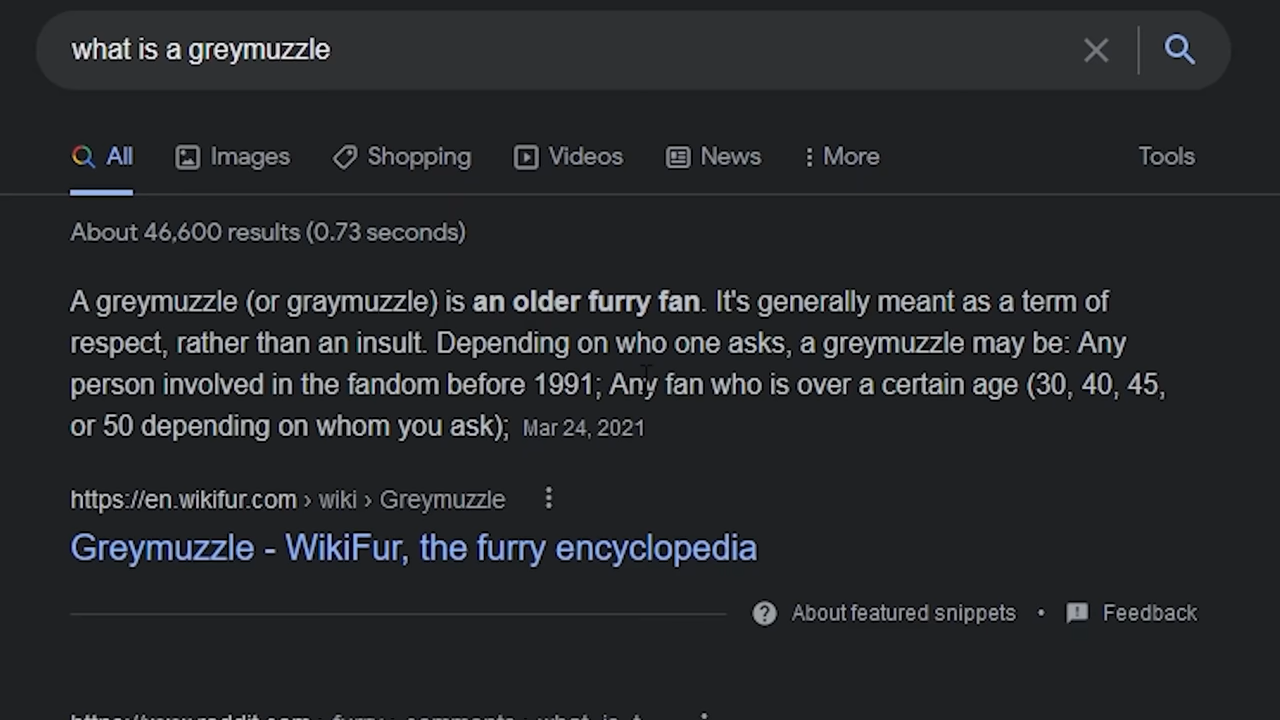 what is a greymuzzle
All Images Shopping Videos News More Tools
About 46,600 results (0.73 seconds)
A greymuzzle (or graymuzzle) is an older furry fan. It's generally meant as a term of
respect, rather than an insult. Depending on who one asks, a greymuzzle may be: Any
person involved in the fandom before 1991; Any fan who is over a certain age (30, 40, 45,
or 50 depending on whom you ask); Mar 24, 2021
https://en.wikifur.com › wiki › Greymuzzle
Greymuzzle - WikiFur, the furry encyclopedia
About featured snippets • Feedback